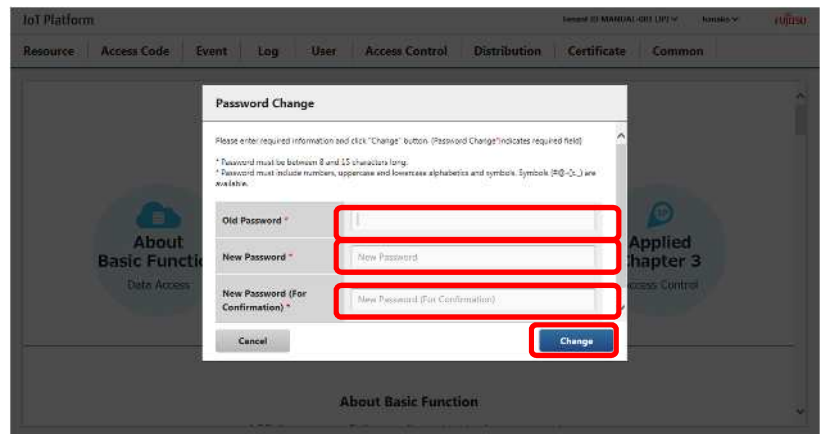 IoT Platform
FUJITSU
Resource Access Code Event Log User Access Control Distribution Certificate Common
Password Change
Please enter required information and click "Change" button. (Password Change*indicates required field)
* Password must be between 8 and 15 characters long.
* Password must include numbers, uppercase and lowercase alphabetics and symbols. Symbols are
available.
Old Password *
New Password *
New Password
New Password (For
Confirmation) *
New Password (For Confirmation)
Cancel
Change
About
Basic Functi
Data Access
Applied
hapter 3
ccess Control
About Basic Function